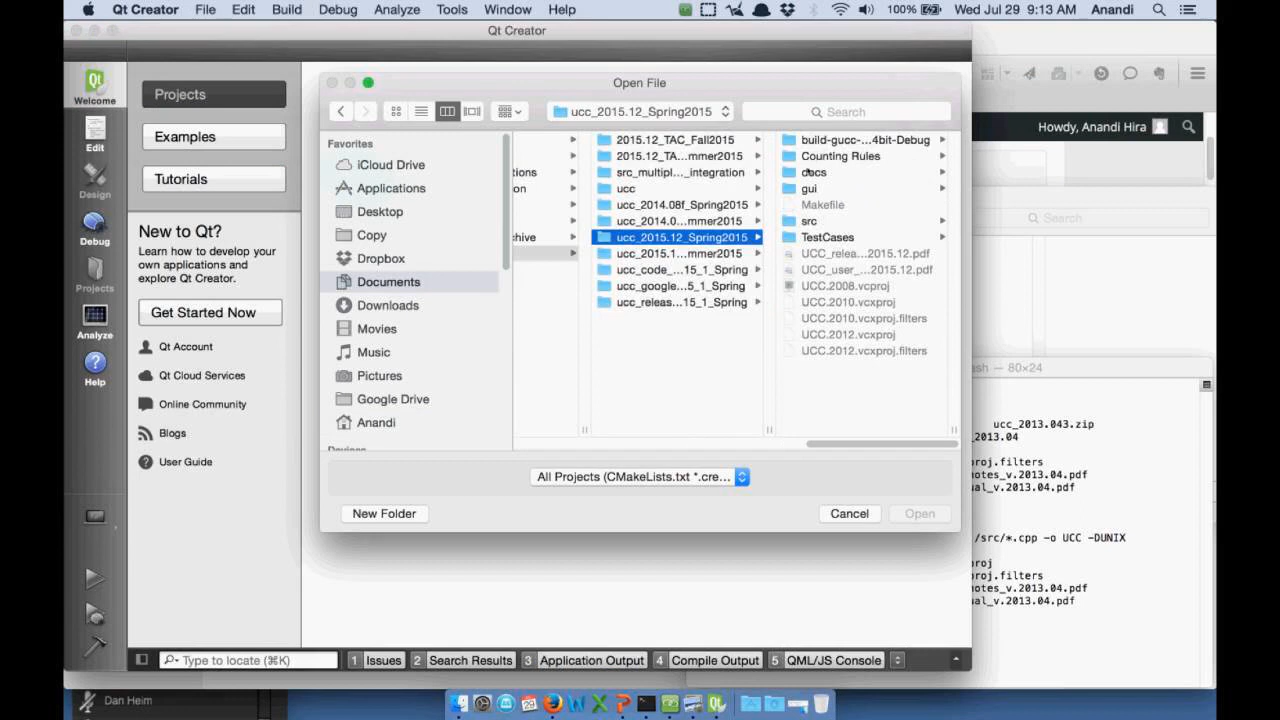 Qt Creator File Edit Build Debug Analyze Tools Window Help 100% Wed Jul 29 9:13 AM Anandi
Qt Creator
Open File
ucc_2015.12_Spring2015
Search
Welcome
Edit
Design
Debug
Projects
Analyze
Help
Projects
Examples
Tutorials
New to Qt?
Learn how to develop your
own applications and
explore Qt Creator.
Get Started Now
Qt Account
Qt Cloud Services
Online Community
Blogs
User Guide
Favorites
iCloud Drive
Applications
Desktop
Copy
Dropbox
Documents
Downloads
Movies
Music
Pictures
Google Drive
Anandi
tions
on
chive
2015.12_TAC_Fall2015
2015.12_TA...mmer2015
src_multipl..._integration
ucc
ucc_2014.08f_Spring2015
ucc_2014.0...mmer2015
ucc_2015.12_Spring2015
ucc_2015.1...mmer2015
ucc_code_...15_1_Spring
ucc_google...5_1_Spring
ucc_releas...15_1_Spring
build-gucc-...4bit-Debug
Counting Rules
docs
gui
Makefile
src
TestCases
UCC_relea...2015.12.pdf
UCC_user_...2015.12.pdf
UCC.2008.vcproj
UCC.2010.vcxproj
UCC.2010.vcxproj.filters
UCC.2012.vcxproj
UCC.2012.vcxproj.filters
All Projects (CMakeLists.txt *.cre...
New Folder
Cancel
Open
Howdy, Anandi Hira
Search
ash — 80×24
ucc_2013.043.zip
_2013.04
roj.filters
notes_v.2013.04.pdf
ual_v.2013.04.pdf
/src/*.cpp -o UCC -DUNIX
roj
roj.filters
notes_v.2013.04.pdf
ual_v.2013.04.pdf
Type to locate (⌘K)
1 Issues
2 Search Results
3 Application Output
4 Compile Output
5 QML/JS Console
Dan Heim